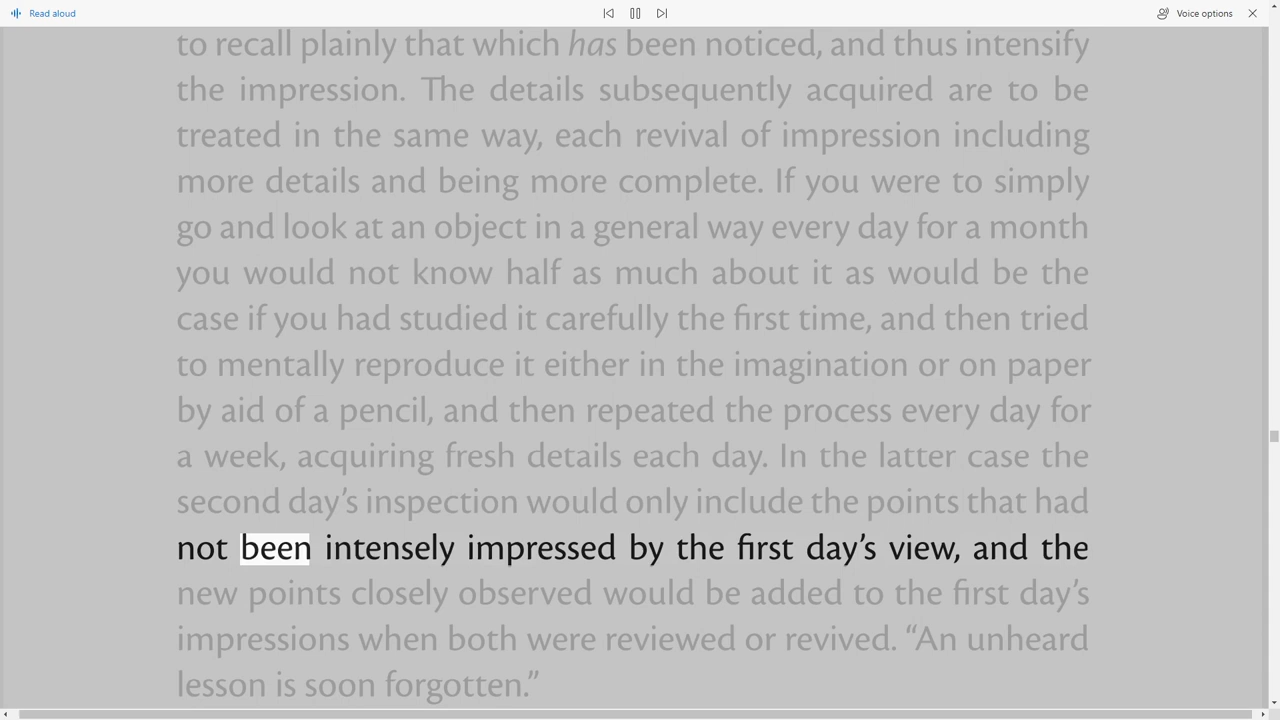 Read aloud
Voice options
to recall plainly that which has been noticed, and thus intensify
the impression. The details subsequently acquired are to be
treated in the same way, each revival of impression including
more details and being more complete. If you were to simply
go and look at an object in a general way every day for a month
you would not know half as much about it as would be the
case if you had studied it carefully the first time, and then tried
to mentally reproduce it either in the imagination or on paper
by aid of a pencil, and then repeated the process every day for
a week, acquiring fresh details each day. In the latter case the
second day’s inspection would only include the points that had
not been intensely impressed by the first day’s view, and the
new points closely observed would be added to the first day’s
impressions when both were reviewed or revived. “An unheard
lesson is soon forgotten.”